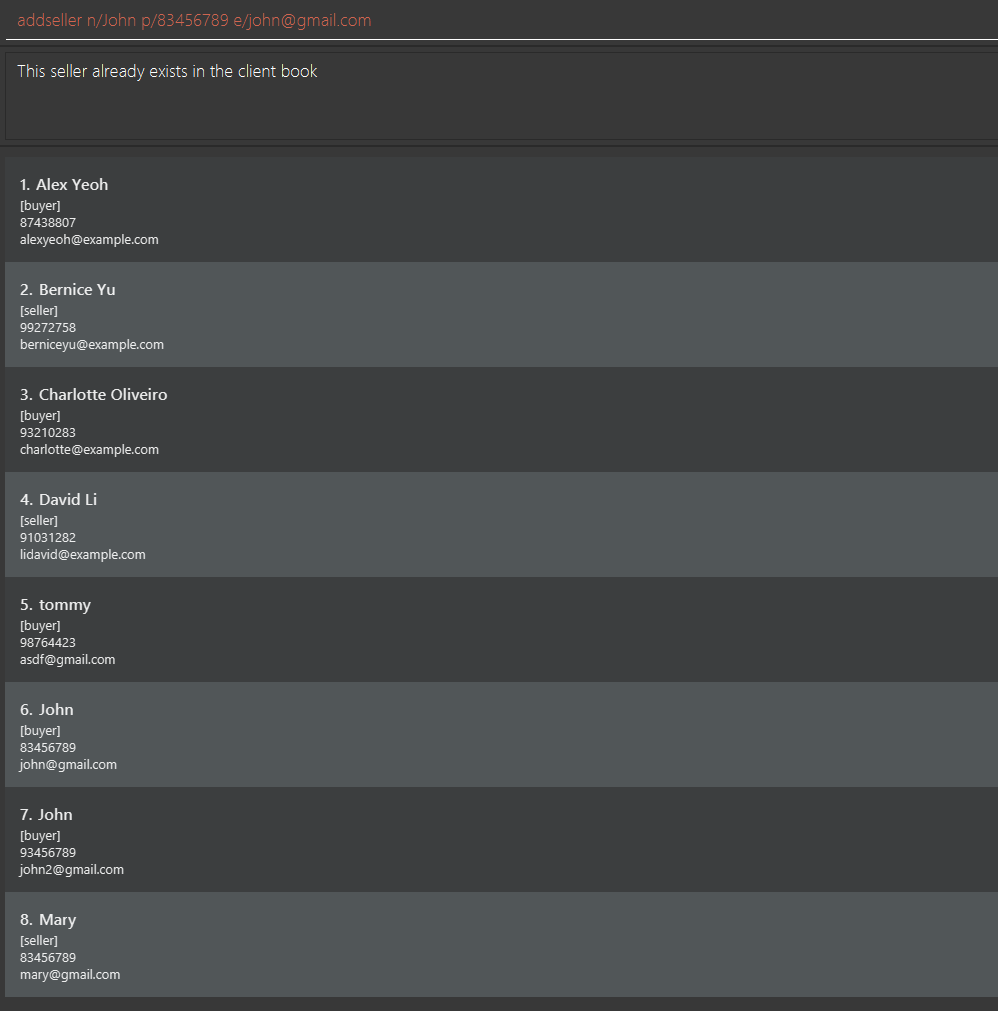 addseller n/John p/83456789 e/john@gmail.com
This seller already exists in the client book
1. Alex Yeoh
[buyer]
87438807
alexyeoh@example.com
2. Bernice Yu
[seller]
99272758
berniceyu@example.com
3. Charlotte Oliveiro
[buyer]
93210283
charlotte@example.com
4. David Li
[seller]
91031282
lidavid@example.com
5. tommy
[buyer]
98764423
asdf@gmail.com
6. John
[buyer]
83456789
john@gmail.com
7. John
[buyer]
93456789
john2@gmail.com
8. Mary
[seller]
83456789
mary@gmail.com